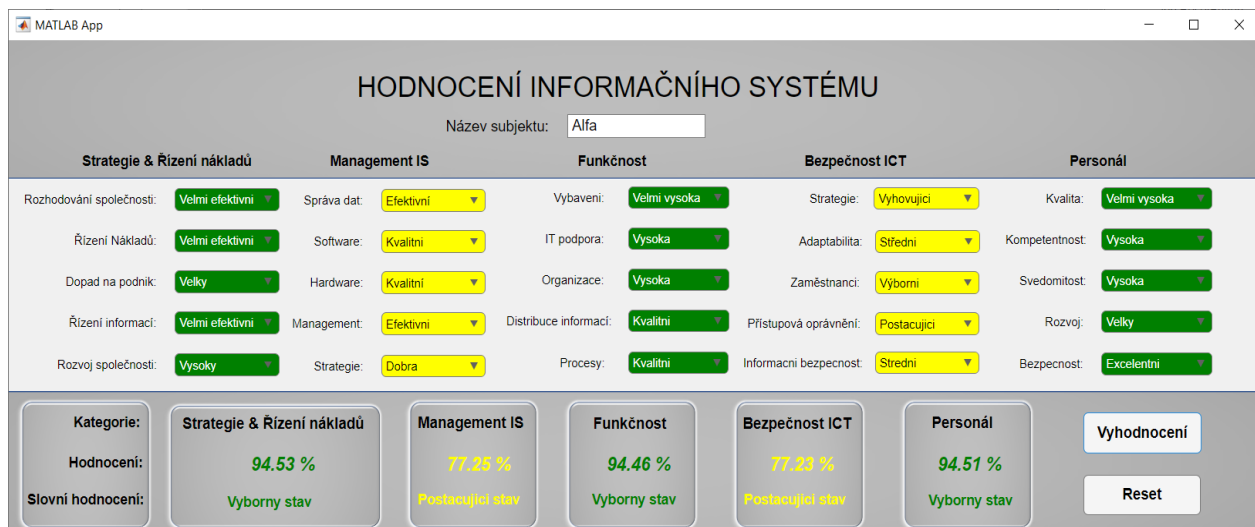 MATLAB App
HODNOCENÍ INFORMAČNÍHO SYSTÉMU
Název subjektu: Alfa
Strategie & Řízení nákladů Management IS Funkčnost Bezpečnost ICT Personál
Rozhodování společnosti: Velmi efektivni Správa dat: Efektivní Vybaveni: Velmi vysoka Strategie: Vyhovujici Kvalita: Velmi vysoka
Řízení Nákladů: Velmi efektivni Software: Kvalitni IT podpora: Vysoka Adaptabilita: Středni Kompetentnost: Vysoka
Dopad na podnik: Velky Hardware: Kvalitní Organizace: Vysoka Zaměstnanci: Výborni Svedomitost: Vysoka
Řízení informací: Velmi efektivni Management: Efektivni Distribuce informací: Kvalitni Přístupová oprávnění: Postacujici Rozvoj: Velky
Rozvoj společnosti: Vysoky Strategie: Dobra Procesy: Kvalitni Informacni bezpecnost: Stredni Bezpecnost: Excelentni
Kategorie: Strategie & Řízení nákladů Management IS Funkčnost Bezpečnost ICT Personál Vyhodnocení
Hodnocení: 94.53 % 77.25 % 94.46 % 77.23 % 94.51 %
Slovní hodnocení: Vyborny stav Postacujici stav Vyborny stav Postacujici stav Vyborny stav Reset